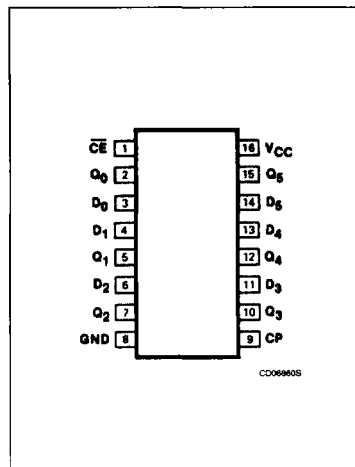 C̅E̅ 1 16 VCC
Q0 2 15 Q5
D0 3 14 D5
D1 4 13 D4
Q1 5 12 Q4
D2 6 11 D3
Q2 7 10 Q3
GND 8 9 CP
CD06860S